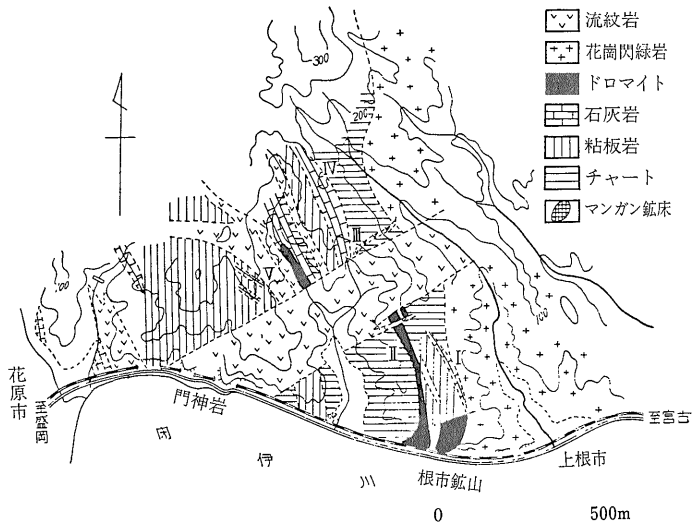 流紋岩
花崗閃緑岩
ドロマイト
石灰岩
粘板岩
チャート
マンガン鉱床
300
200
100
100
Ⅳ
Ⅲ
Ⅴ
Ⅱ
Ⅰ
花原市
至盛岡
門神岩
閉伊川
根市鉱山
上根市
至宮古
0 500m